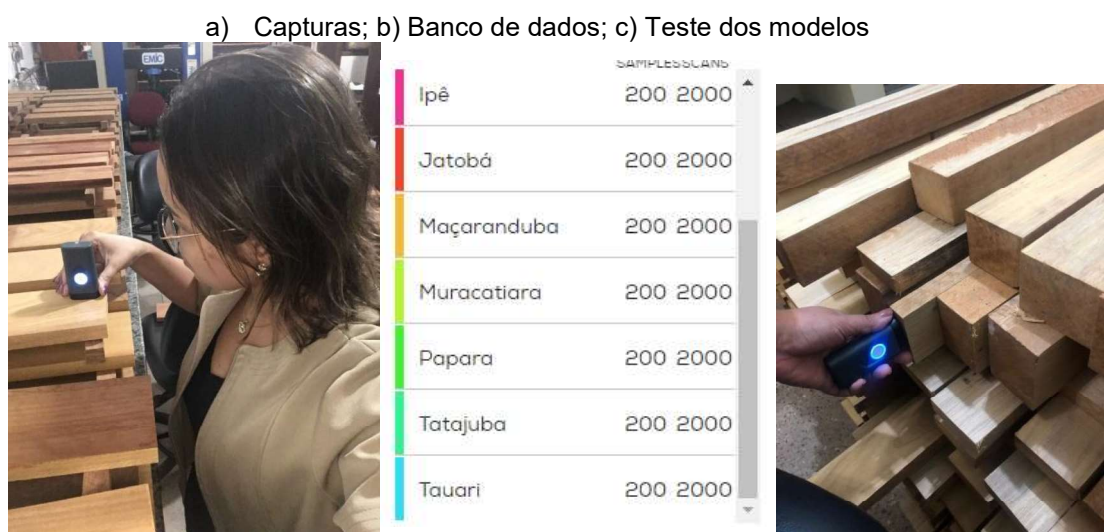 a) Capturas; b) Banco de dados; c) Teste dos modelos
EMIC
SAMPLES SCANS
Ipê 200 2000
Jatobá 200 2000
Maçaranduba 200 2000
Muracatiara 200 2000
Papara 200 2000
Tatajuba 200 2000
Tauari 200 2000